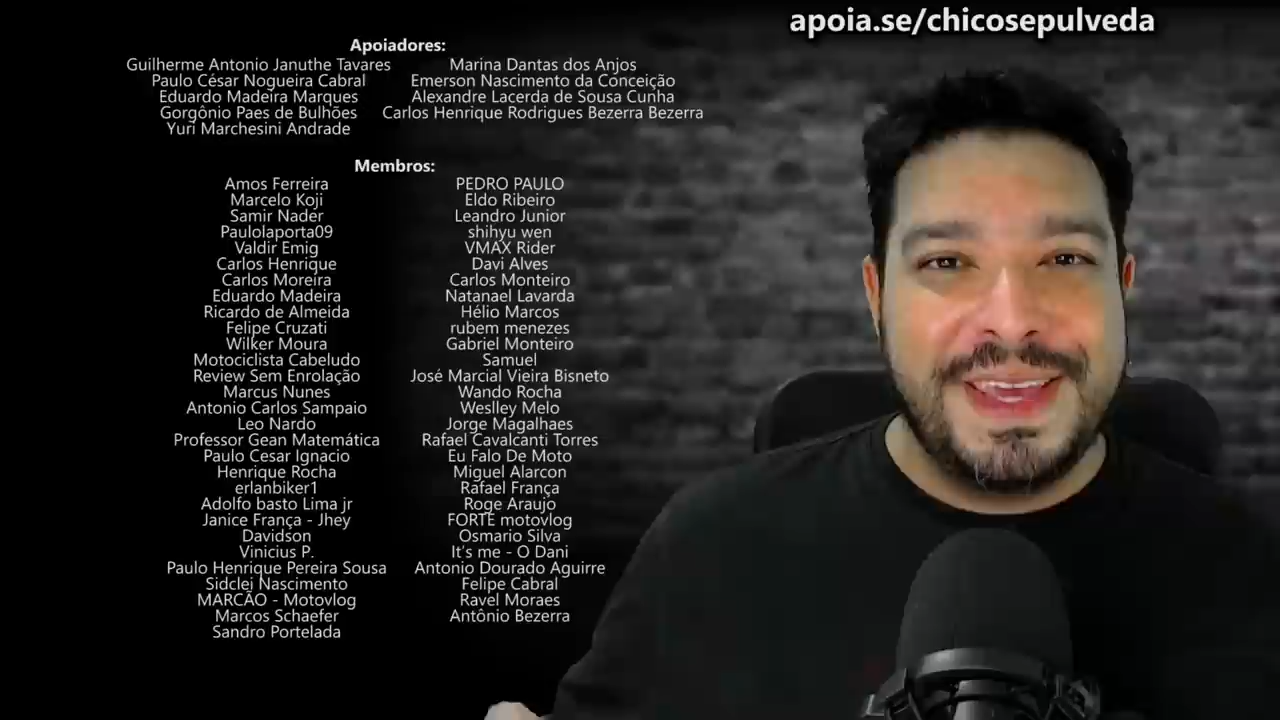 apoia.se/chicosepulveda
Apoiadores:
Guilherme Antonio Januthe Tavares
Paulo César Nogueira Cabral
Eduardo Madeira Marques
Gorgônio Paes de Bulhões
Yuri Marchesini Andrade
Marina Dantas dos Anjos
Emerson Nascimento da Conceição
Alexandre Lacerda de Sousa Cunha
Carlos Henrique Rodrigues Bezerra Bezerra
Membros:
Amos Ferreira
Marcelo Koji
Samir Nader
Paulolaporta09
Valdir Emig
Carlos Henrique
Carlos Moreira
Eduardo Madeira
Ricardo de Almeida
Felipe Cruzati
Wilker Moura
Motociclista Cabeludo
Review Sem Enrolação
Marcus Nunes
Antonio Carlos Sampaio
Leo Nardo
Professor Gean Matemática
Paulo Cesar Ignacio
Henrique Rocha
erlanbiker1
Adolfo basto Lima jr
Janice França - Jhey
Davidson
Vinicius P.
Paulo Henrique Pereira Sousa
Sidclei Nascimento
MARCÃO - Motovlog
Marcos Schaefer
Sandro Portelada
PEDRO PAULO
Eldo Ribeiro
Leandro Junior
shihyu wen
VMAX Rider
Davi Alves
Carlos Monteiro
Natanael Lavarda
Hélio Marcos
rubem menezes
Gabriel Monteiro
Samuel
José Marcial Vieira Bisneto
Wando Rocha
Weslley Melo
Jorge Magalhaes
Rafael Cavalcanti Torres
Eu Falo De Moto
Miguel Alarcon
Rafael França
Roge Araujo
FORTE motovlog
Osmario Silva
It's me - O Dani
Antonio Dourado Aguirre
Felipe Cabral
Ravel Moraes
Antônio Bezerra